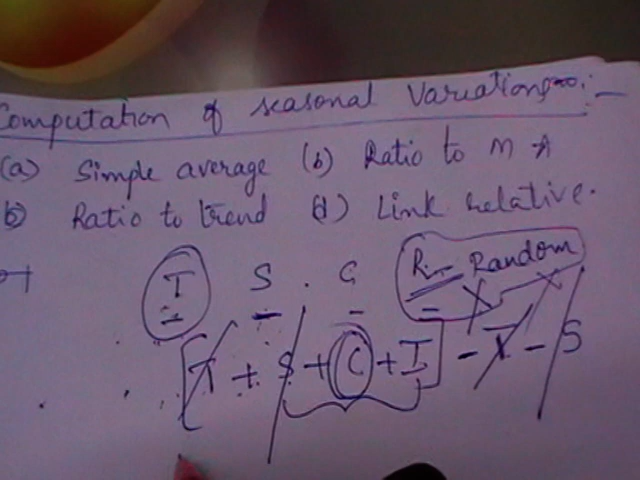 Computation of seasonal Variations:-
(a) Simple average (b) Ratio to M A
(b) Ratio to trend (d) Link relative.
T S . C R - Random
[T + S + C + I] - T - S